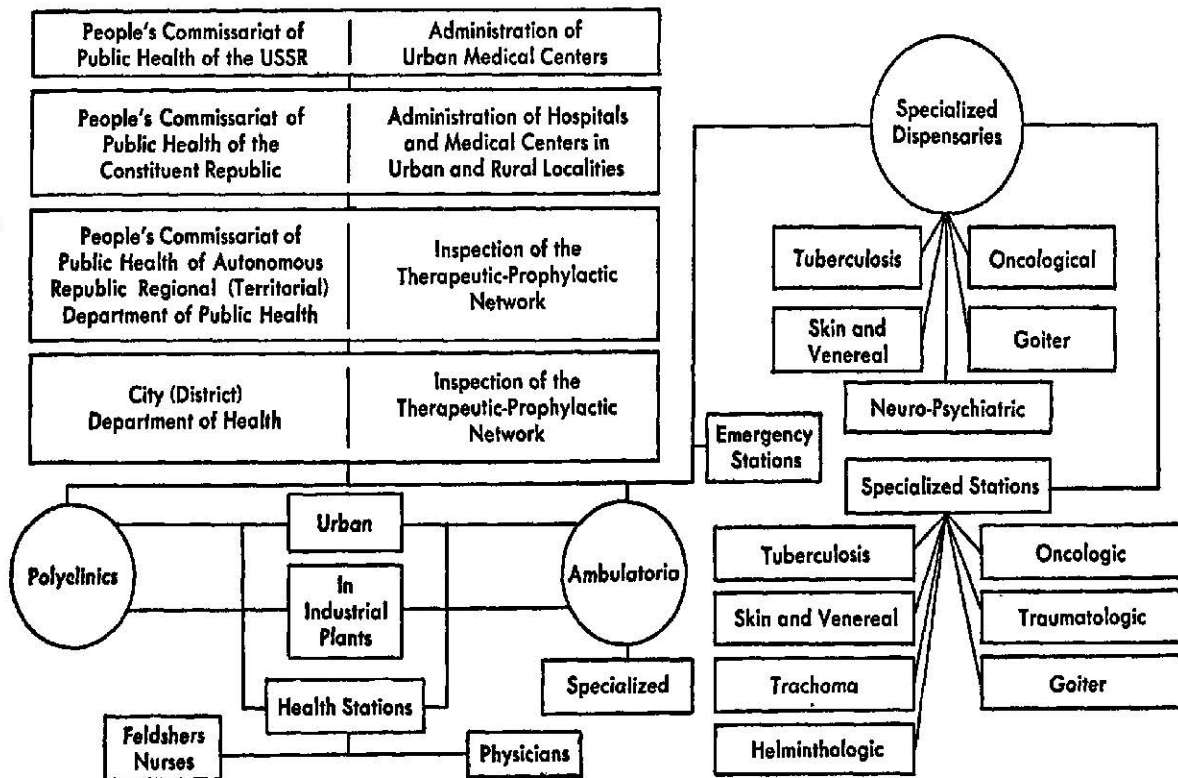 People's Commissariat of
Public Health of the USSR
Administration of
Urban Medical Centers
People's Commissariat of
Public Health of the
Constituent Republic
Administration of Hospitals
and Medical Centers in
Urban and Rural Localities
People's Commissariat of
Public Health of Autonomous
Republic Regional (Territorial)
Department of Public Health
Inspection of the
Therapeutic-Prophylactic
Network
City (District)
Department of Health
Inspection of the
Therapeutic-Prophylactic
Network
Polyclinics
Urban
In
Industrial
Plants
Ambulatoria
Specialized
Health Stations
Feldshers
Nurses
Physicians
Emergency
Stations
Specialized
Dispensaries
Tuberculosis
Oncological
Skin and
Venereal
Goiter
Neuro-Psychiatric
Specialized Stations
Tuberculosis
Oncologic
Skin and Venereal
Traumatologic
Trachoma
Goiter
Helminthalogic